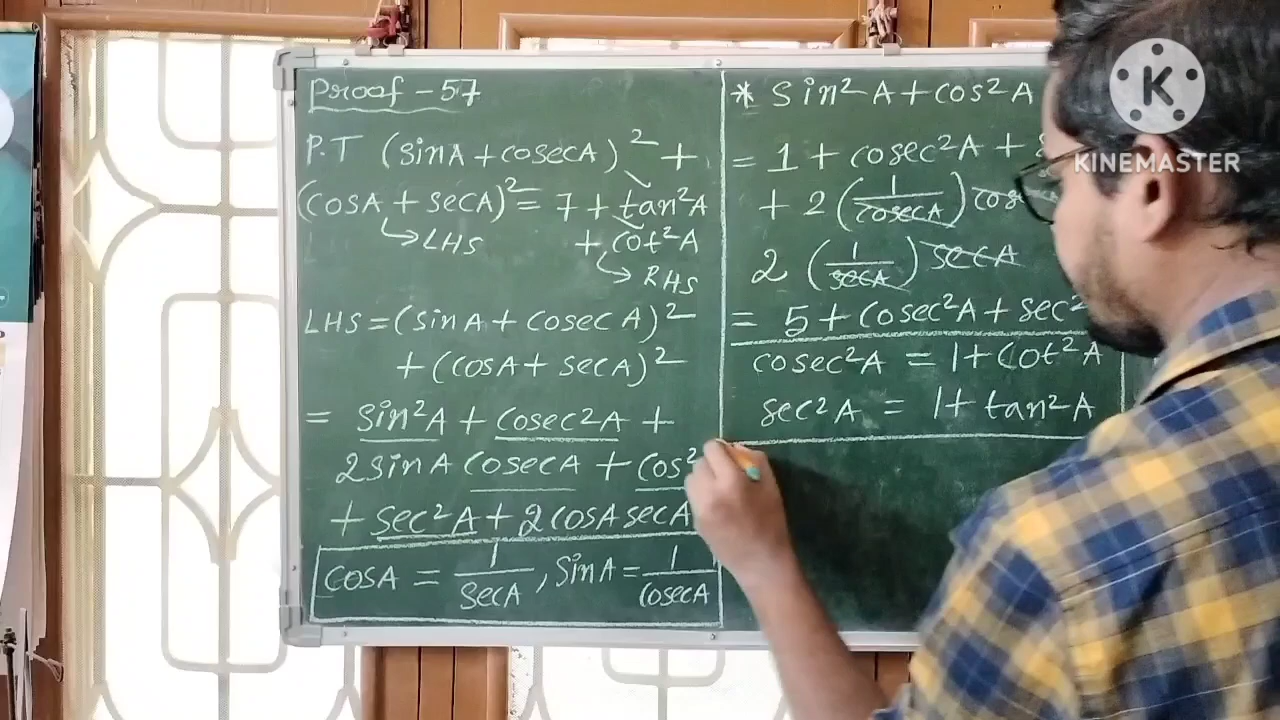 Proof - 57
P.T (sinA + cosecA)² +
(cosA + secA)² = 7 + tan²A
→ LHS + cot²A
→ RHS
LHS = (sin A + cosec A)²
+ (cosA + secA)²
= sin²A + cosec²A +
2 sinA cosecA + cos²
+ sec²A + 2 cosA secA
cosA = 1/secA, sinA = 1/cosecA
* sin²A + cos²A
= 1 + cosec²A +
+ 2 (1/cosecA)
2 (1/secA) secA
= 5 + cosec²A + sec²
cosec²A = 1 + cot²A
sec²A = 1 + tan²A
K
KINEMASTER